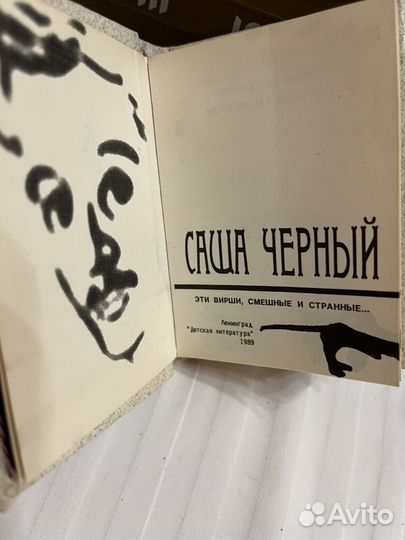 САША ЧЕРНЫЙ
ЭТИ ВИРШИ, СМЕШНЫЕ И СТРАННЫЕ...
Ленинград
"Детская литература"
1989
Avito